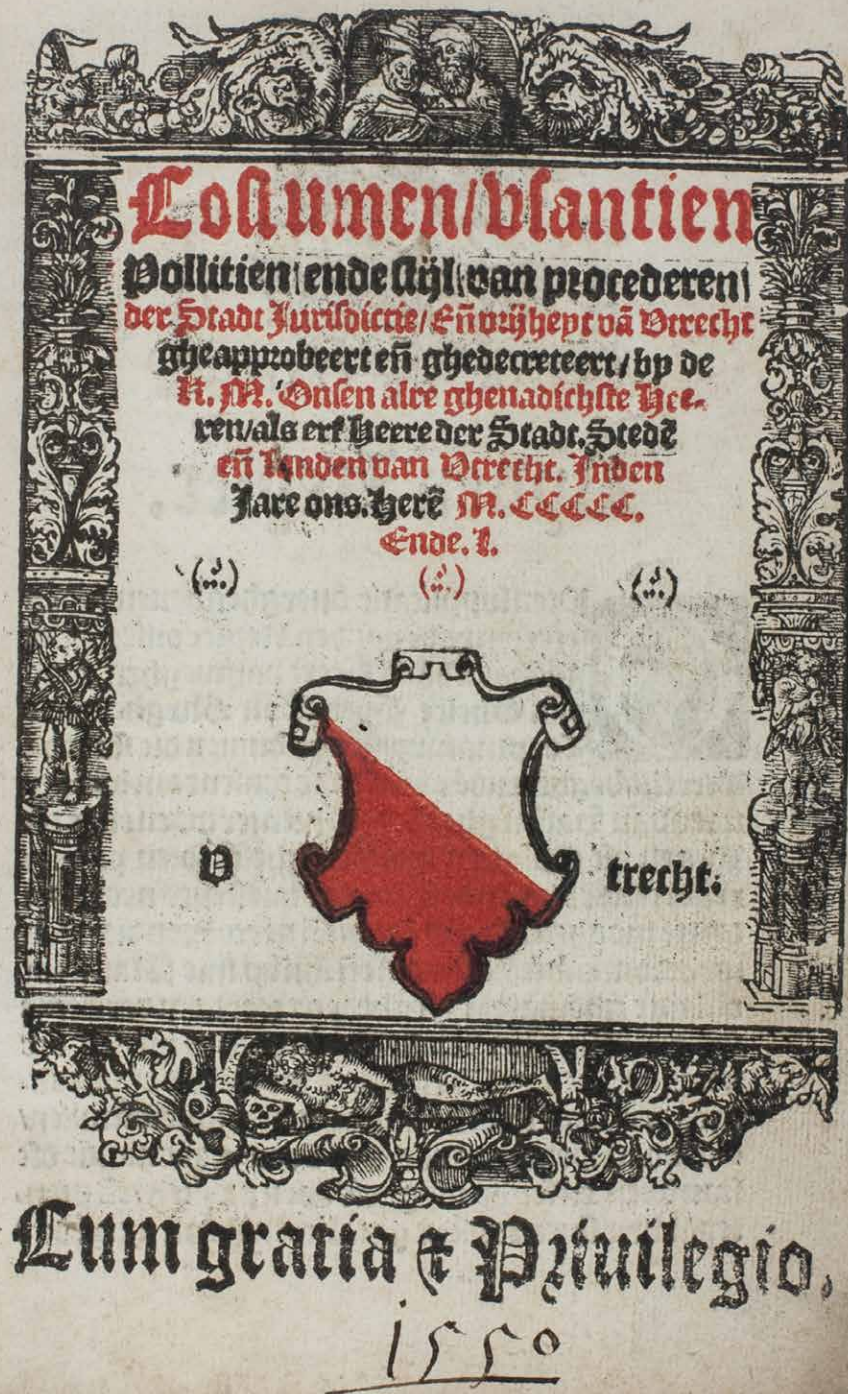 Costumen/vsantien
Pollitien/ende stijl/van procederen/
der Stadt Jurisdictie/Eñ vrijheyt vā Vtrecht
gheapprobeert eñ ghedecreteert/by de
K. M. Onsen alre ghenadichste Hee-
ren/als erf Heere der Stadt. Stedē
eñ Landen van Vtrecht. Inden
Jare ons. Herē M. CCCCC.
Ende. L.
V trecht.
Cum gratia & Priuilegio.
1550